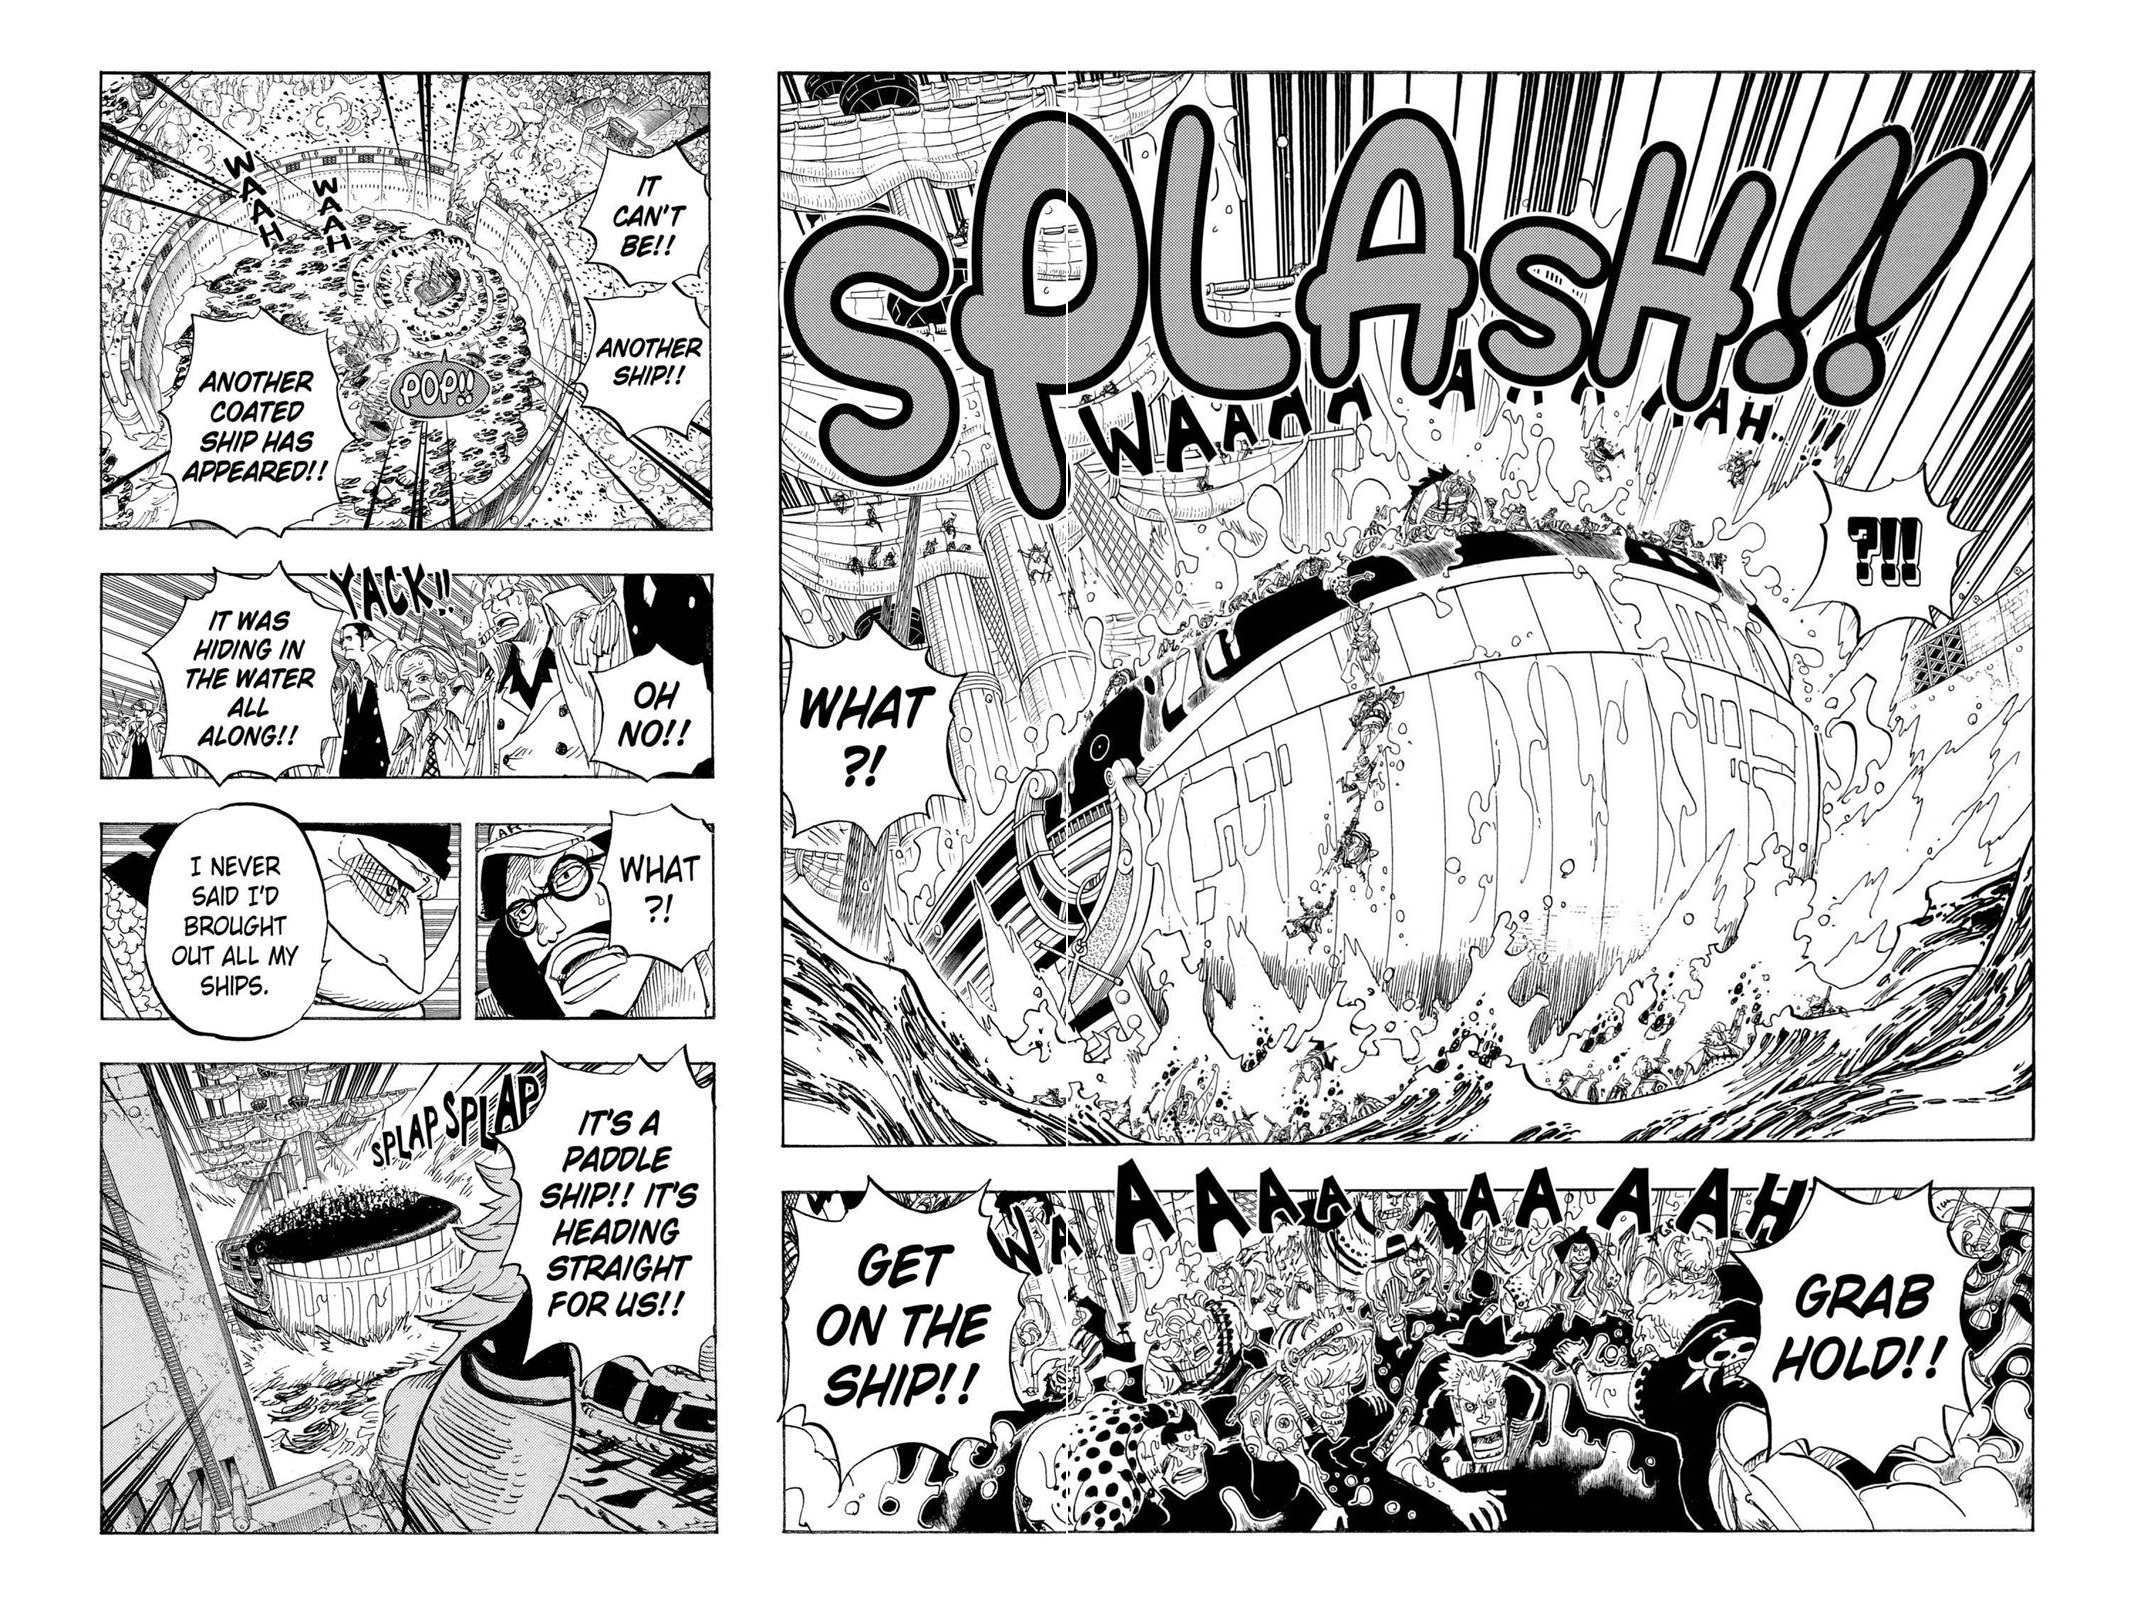 SPLASH!!
WAAAAAAAAAH...!!
?!!
WHAT
?!
WAAAAAAAAAAH
GRAB
HOLD!!
GET
ON THE
SHIP!!
IT
CAN'T
BE!!
ANOTHER
SHIP!!
WAAH
WAAH
POP!!
ANOTHER
COATED
SHIP HAS
APPEARED!!
YACK!!
OH
NO!!
IT WAS
HIDING IN
THE WATER
ALL
ALONG!!
WHAT
?!
I NEVER
SAID I'D
BROUGHT
OUT ALL MY
SHIPS.
SPLAP SPLAP
IT'S A
PADDLE
SHIP!! IT'S
HEADING
STRAIGHT
FOR US!!